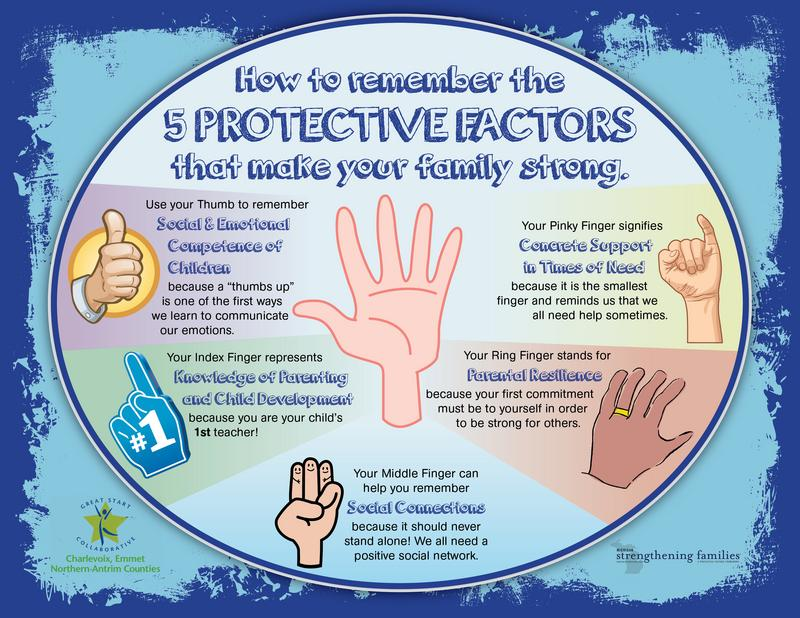 How to remember the
5 PROTECTIVE FACTORS
that make your family strong.
Use your Thumb to remember
Social & Emotional
Competence of
Children
because a “thumbs up”
is one of the first ways
we learn to communicate
our emotions.
Your Pinky Finger signifies
Concrete Support
in Times of Need
because it is the smallest
finger and reminds us that we
all need help sometimes.
Your Index Finger represents
Knowledge of Parenting
and Child Development
because you are your child’s
1st teacher!
#1
Your Ring Finger stands for
Parental Resilience
because your first commitment
must be to yourself in order
to be strong for others.
Your Middle Finger can
help you remember
Social Connections
because it should never
stand alone! We all need a
positive social network.
GREAT START
COLLABORATIVE
Charlevoix, Emmet
Northern-Antrim Counties
strengthening families